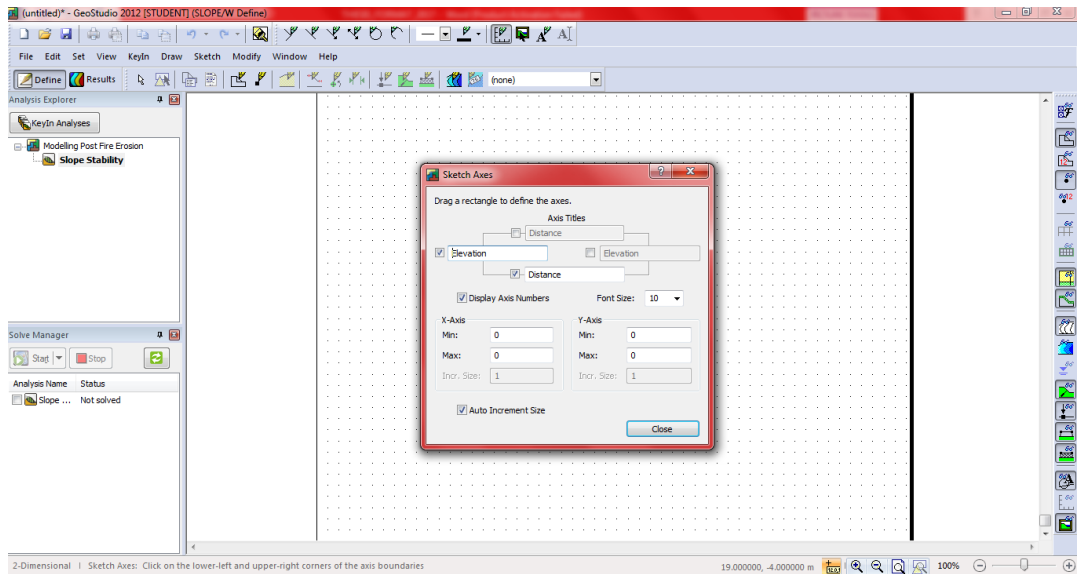 (untitled)* - GeoStudio 2012 [STUDENT] (SLOPE/W Define)
File Edit Set View KeyIn Draw Sketch Modify Window Help
Define Results (none)
Analysis Explorer
KeyIn Analyses
Modelling Post Fire Erosion
Slope Stability
Sketch Axes
Drag a rectangle to define the axes.
Axis Titles
Distance
Elevation Elevation
Distance
Display Axis Numbers Font Size: 10
X-Axis Y-Axis
Min: 0 Min: 0
Max: 0 Max: 0
Incr. Size: 1 Incr. Size: 1
Auto Increment Size
Close
Solve Manager
Start Stop
Analysis Name Status
Slope ... Not solved
2-Dimensional | Sketch Axes: Click on the lower-left and upper-right corners of the axis boundaries 19.000000, -4.000000 m 100%